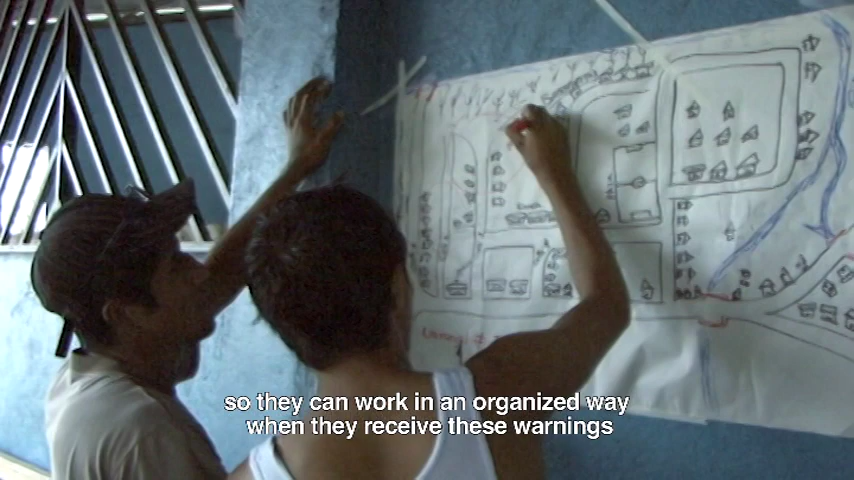 so they can work in an organized way
when they receive these warnings